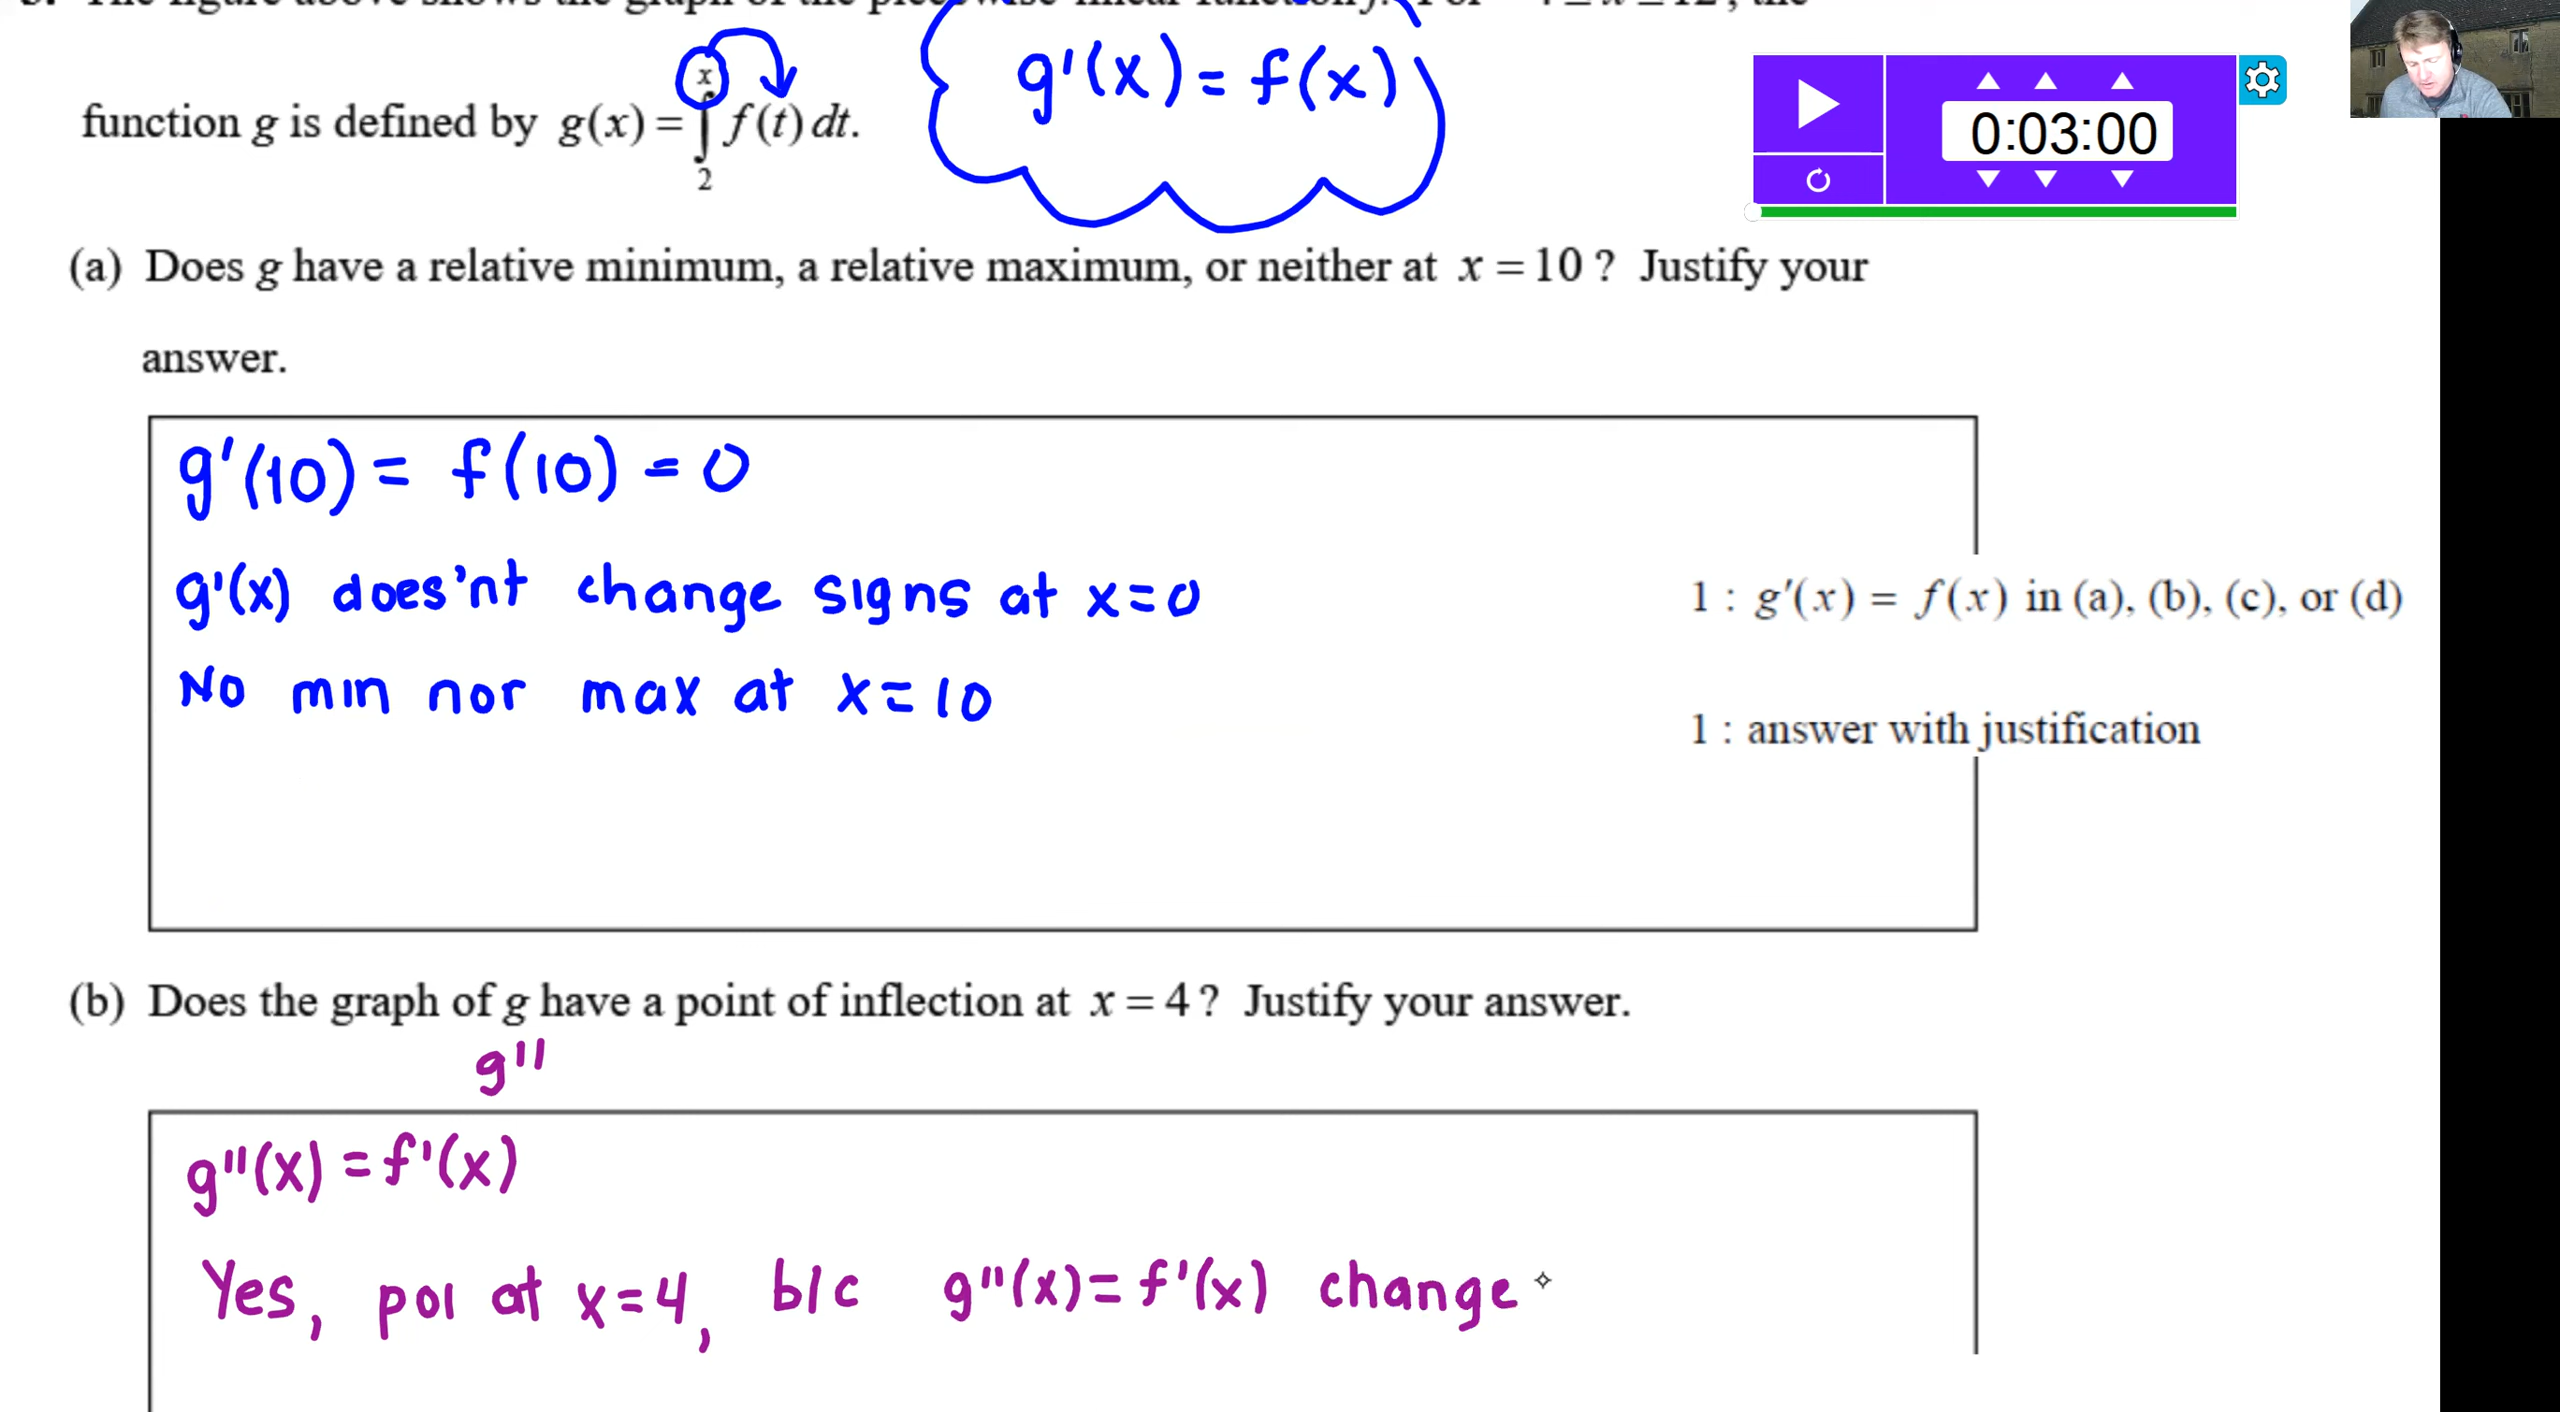 function g is defined by g(x) = ∫₂ˣ f(t) dt.
g'(x) = f(x)
0:03:00
(a) Does g have a relative minimum, a relative maximum, or neither at x = 10 ? Justify your
answer.
g'(10) = f(10) = 0
g'(x) does'nt change signs at x=0
1 : g′(x) = f(x) in (a), (b), (c), or (d)
No min nor max at x=10
1 : answer with justification
(b) Does the graph of g have a point of inflection at x = 4 ? Justify your answer.
g''
g''(x) = f'(x)
Yes, poi at x=4, b/c g''(x) = f'(x) change